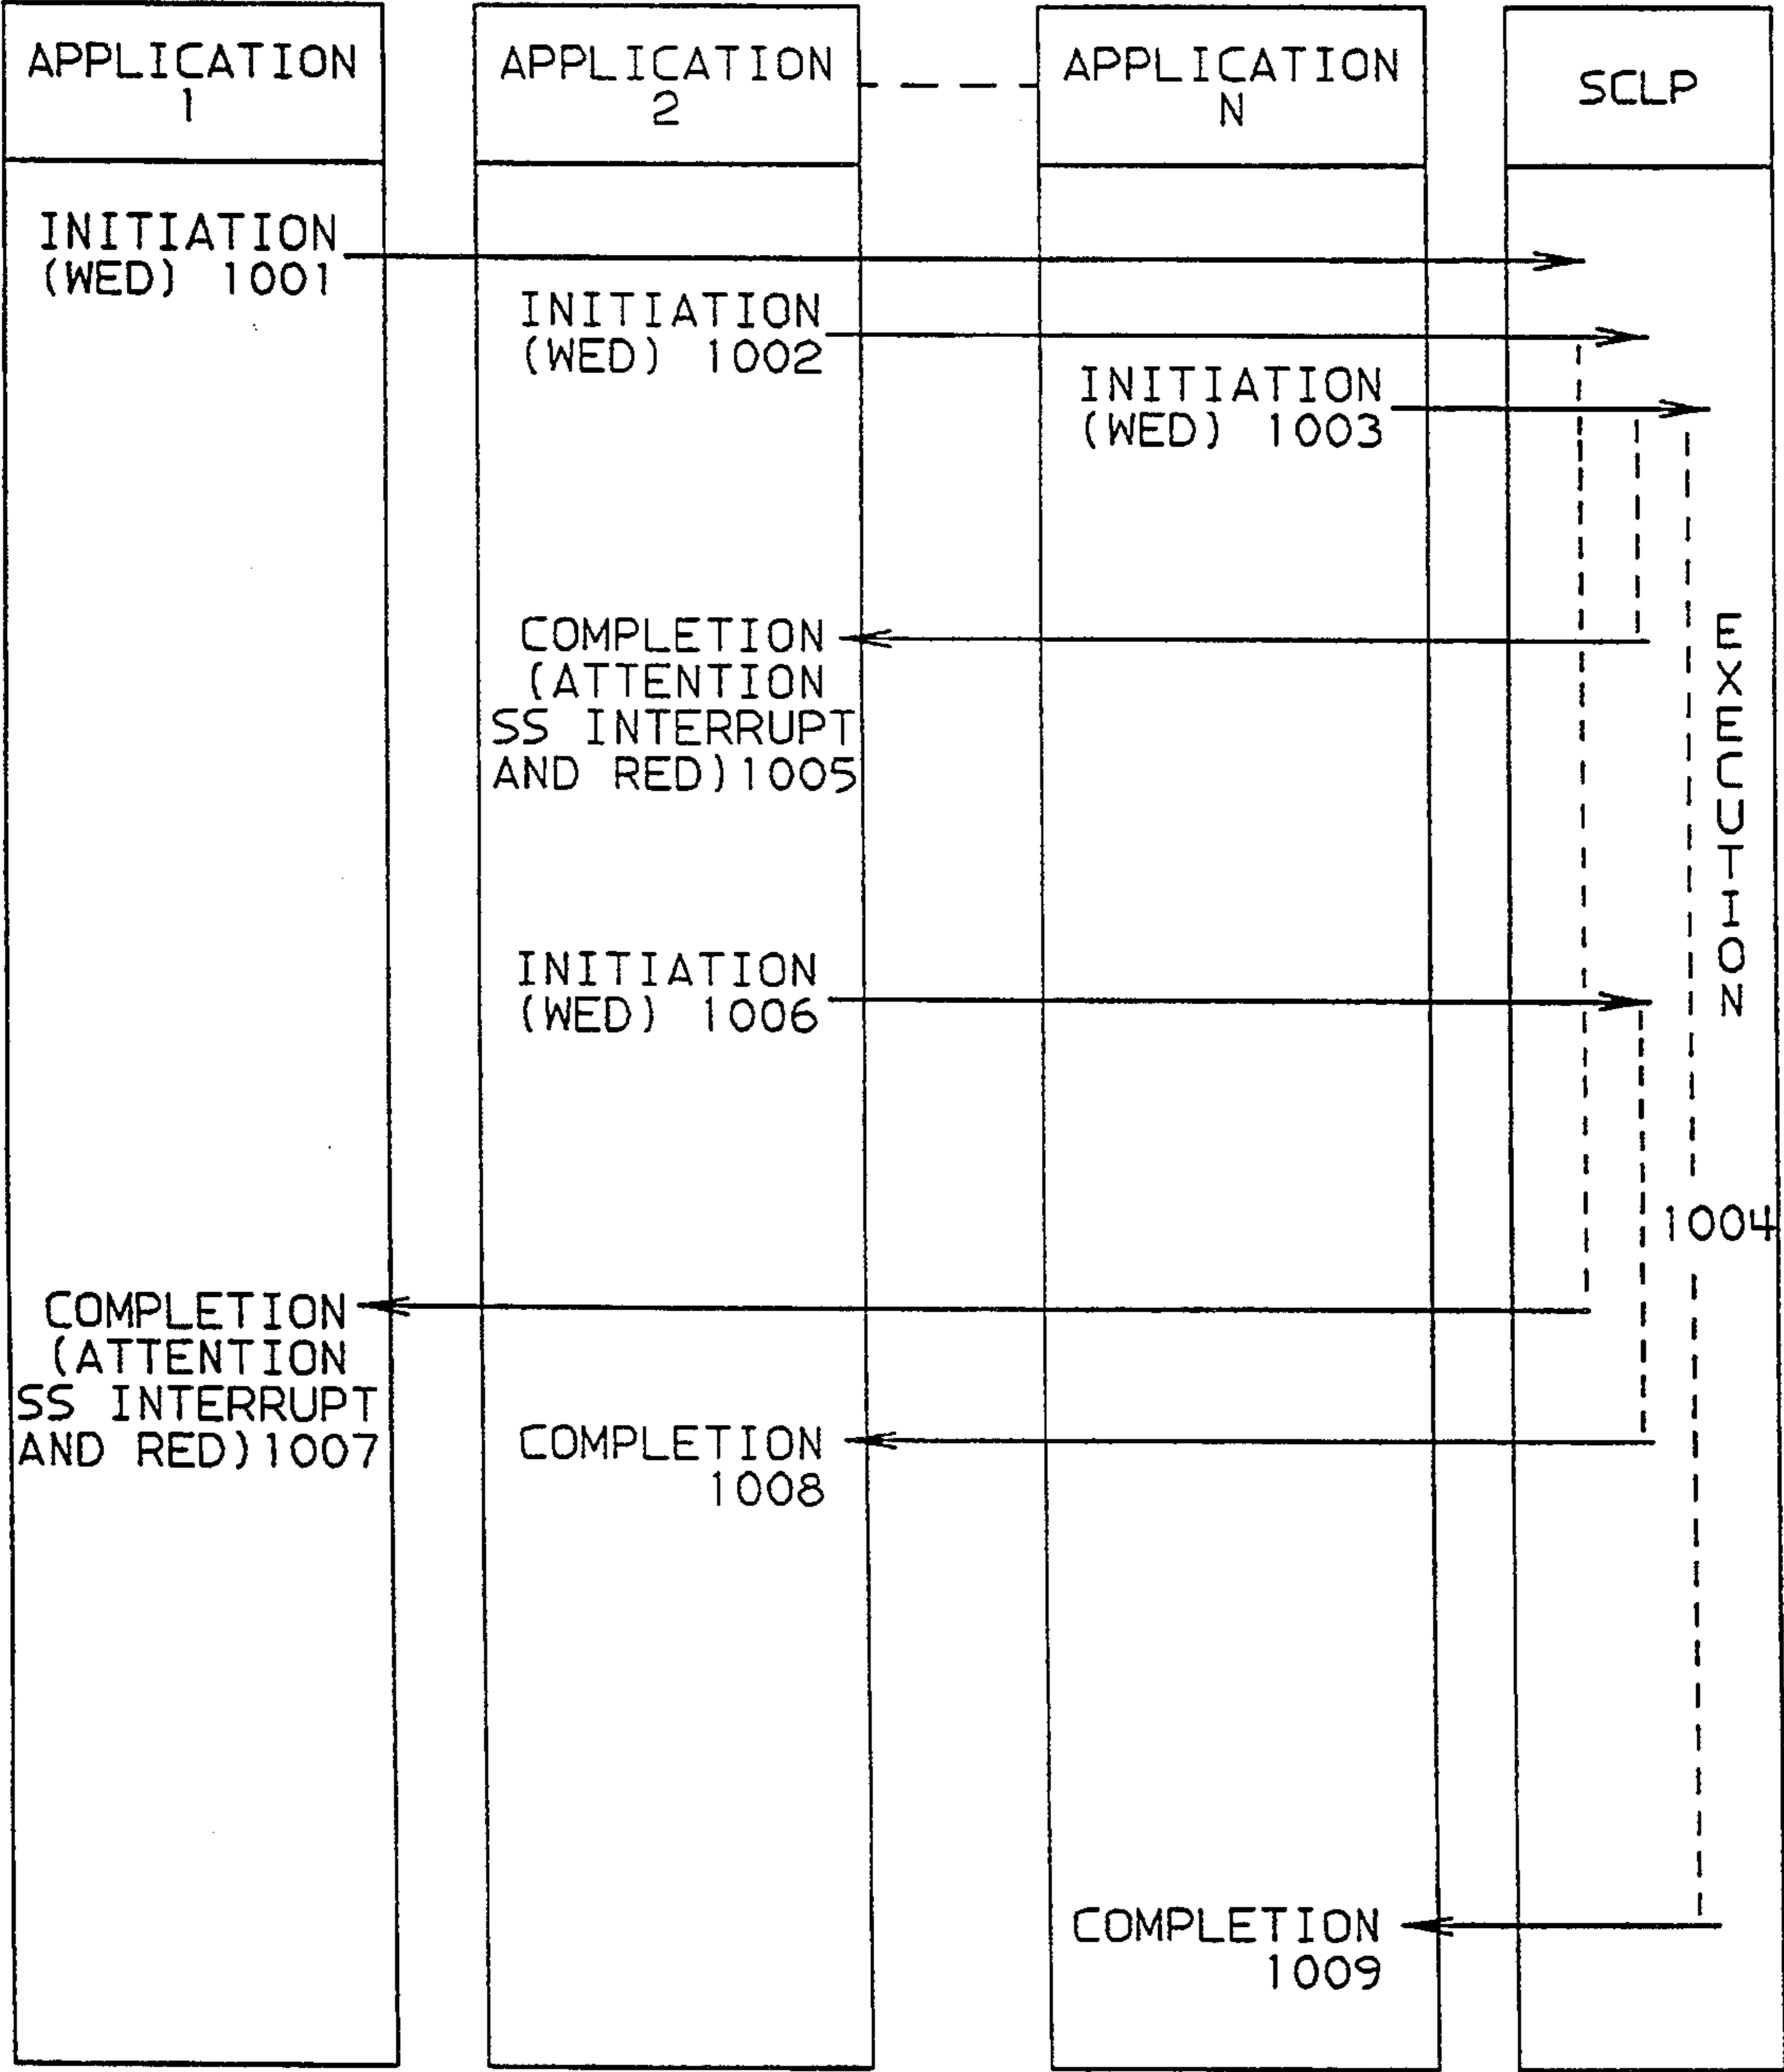 APPLICATION
1
APPLICATION
2
APPLICATION
N
SCLP
INITIATION
(WED) 1001
INITIATION
(WED) 1002
INITIATION
(WED) 1003
COMPLETION
(ATTENTION
SS INTERRUPT
AND RED)1005
EXECUTION
INITIATION
(WED) 1006
1004
COMPLETION
(ATTENTION
SS INTERRUPT
AND RED)1007
COMPLETION
1008
COMPLETION
1009